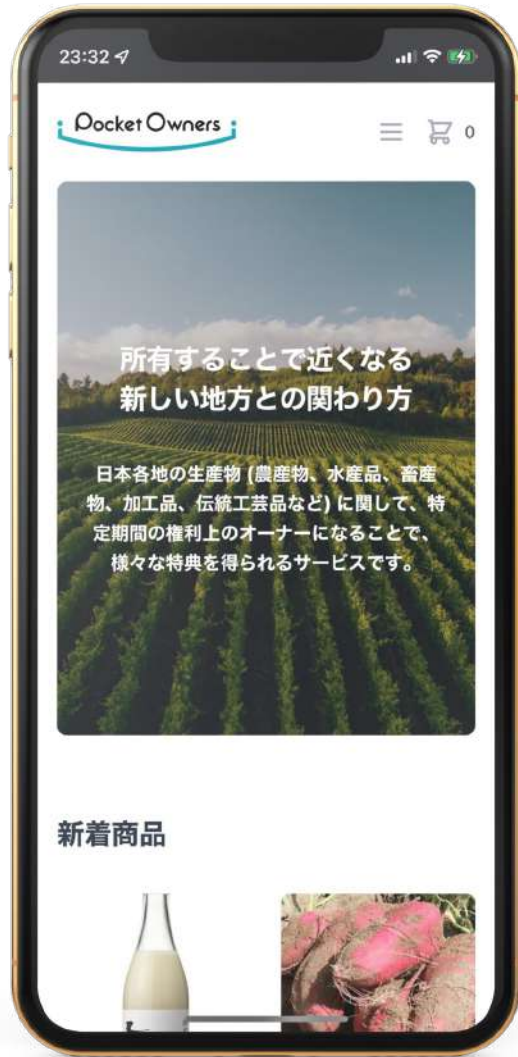 23:32
Pocket Owners
0
所有することで近くなる
新しい地方との関わり方
日本各地の生産物 (農産物、水産品、畜産
物、加工品、伝統工芸品など) に関して、特
定期間の権利上のオーナーになることで、
様々な特典を得られるサービスです。
新着商品